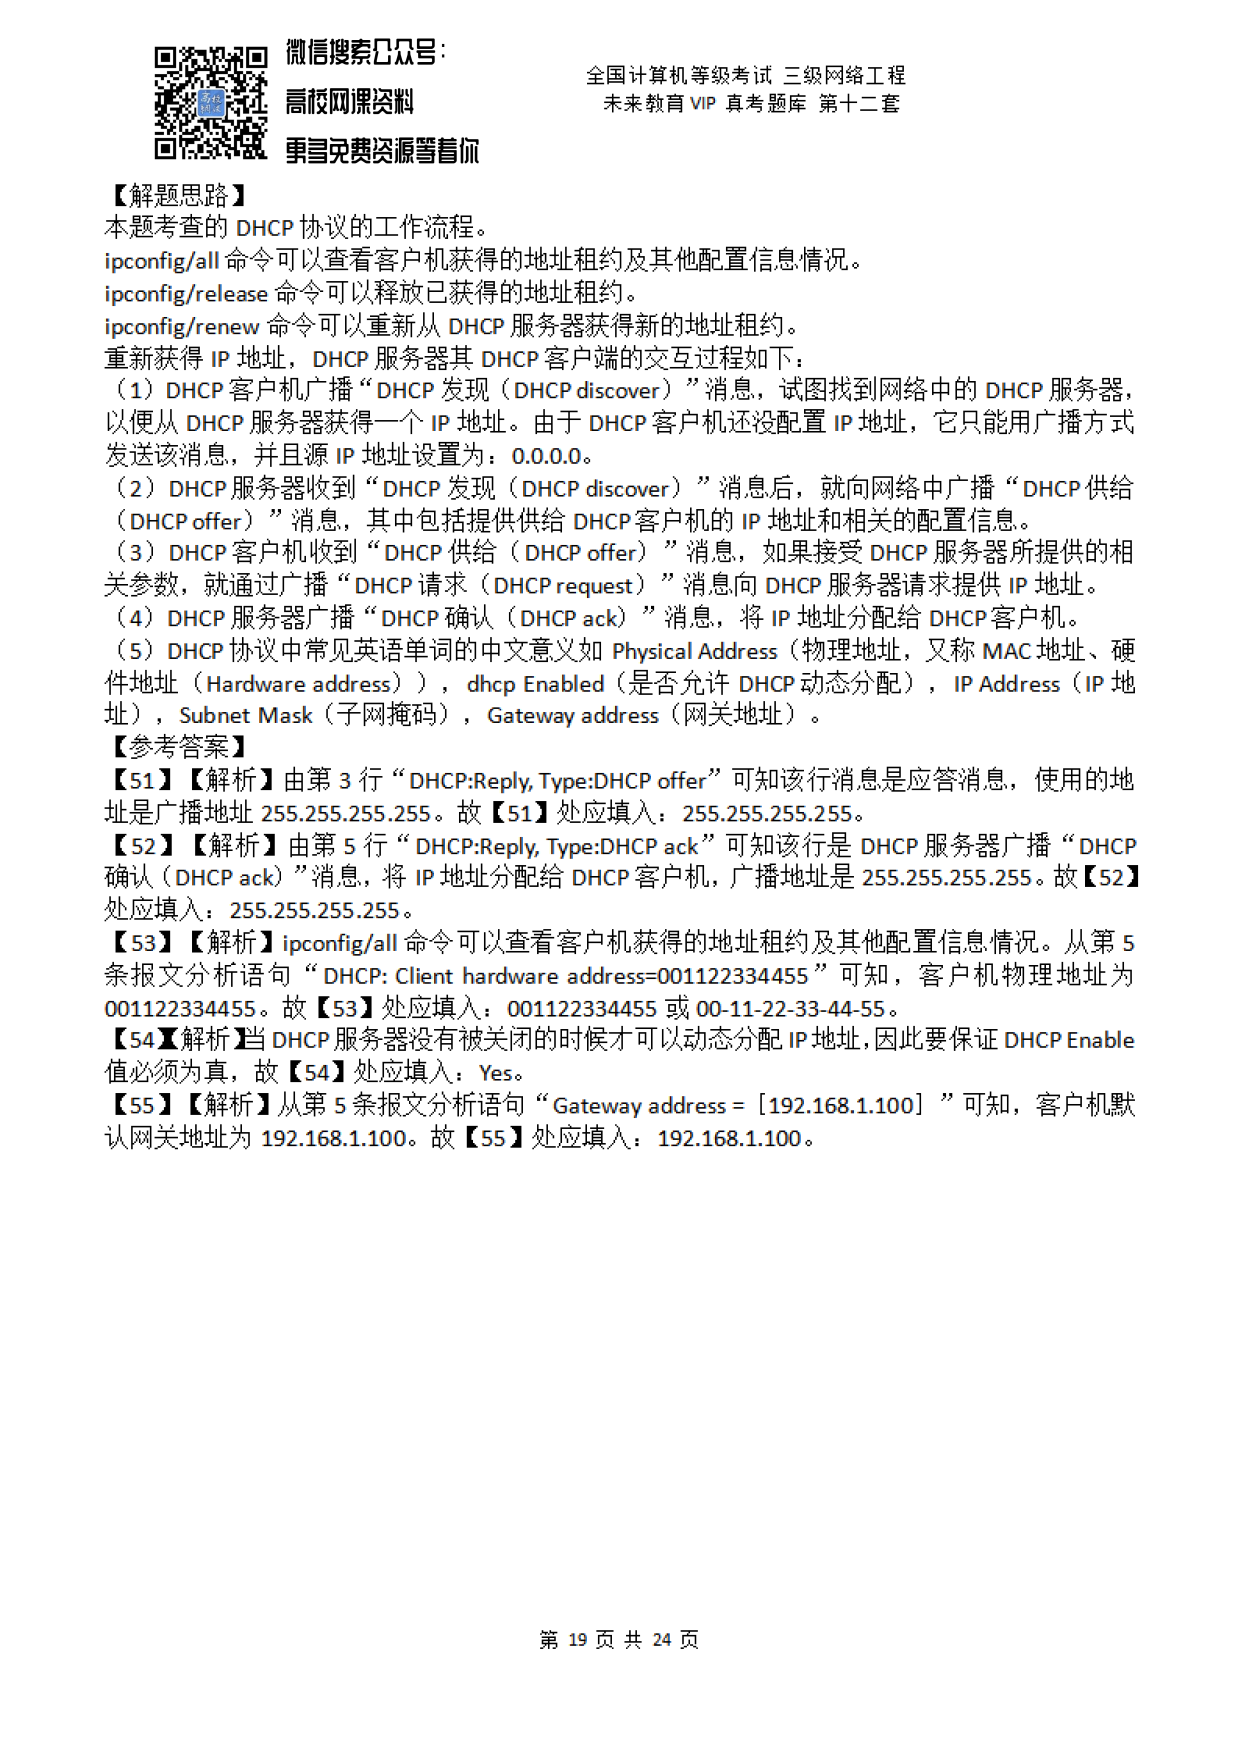 微信搜索公众号：
高校网课资料
更多免费资源等着你
全国计算机等级考试 三级网络工程
未来教育 VIP 真考题库 第十二套
【解题思路】
本题考查的 DHCP 协议的工作流程。
ipconfig/all 命令可以查看客户机获得的地址租约及其他配置信息情况。
ipconfig/release 命令可以释放已获得的地址租约。
ipconfig/renew 命令可以重新从 DHCP 服务器获得新的地址租约。
重新获得 IP 地址，DHCP 服务器其 DHCP 客户端的交互过程如下：
（1）DHCP 客户机广播“DHCP 发现（DHCP discover）”消息，试图找到网络中的 DHCP 服务器，
以便从 DHCP 服务器获得一个 IP 地址。由于 DHCP 客户机还没配置 IP 地址，它只能用广播方式
发送该消息，并且源 IP 地址设置为：0.0.0.0。
（2）DHCP 服务器收到“DHCP 发现（DHCP discover）”消息后，就向网络中广播“DHCP 供给
（DHCP offer）”消息，其中包括提供供给 DHCP 客户机的 IP 地址和相关的配置信息。
（3）DHCP 客户机收到“DHCP 供给（DHCP offer）”消息，如果接受 DHCP 服务器所提供的相
关参数，就通过广播“DHCP 请求（DHCP request）”消息向 DHCP 服务器请求提供 IP 地址。
（4）DHCP 服务器广播“DHCP 确认（DHCP ack）”消息，将 IP 地址分配给 DHCP 客户机。
（5）DHCP 协议中常见英语单词的中文意义如 Physical Address（物理地址，又称 MAC 地址、硬
件地址（Hardware address）），dhcp Enabled（是否允许 DHCP 动态分配），IP Address（IP 地
址），Subnet Mask（子网掩码），Gateway address（网关地址）。
【参考答案】
【51】【解析】由第 3 行“DHCP:Reply, Type:DHCP offer”可知该行消息是应答消息，使用的地
址是广播地址 255.255.255.255。故【51】处应填入：255.255.255.255。
【52】【解析】由第 5 行“DHCP:Reply, Type:DHCP ack”可知该行是 DHCP 服务器广播“DHCP
确认（DHCP ack）”消息，将 IP 地址分配给 DHCP 客户机，广播地址是 255.255.255.255。故【52】
处应填入：255.255.255.255。
【53】【解析】ipconfig/all 命令可以查看客户机获得的地址租约及其他配置信息情况。从第 5
条报文分析语句“DHCP: Client hardware address=001122334455”可知，客户机物理地址为
001122334455。故【53】处应填入：001122334455 或 00-11-22-33-44-55。
【54】【解析】当 DHCP 服务器没有被关闭的时候才可以动态分配 IP 地址，因此要保证 DHCP Enable
值必须为真，故【54】处应填入：Yes。
【55】【解析】从第 5 条报文分析语句“Gateway address =［192.168.1.100］”可知，客户机默
认网关地址为 192.168.1.100。故【55】处应填入：192.168.1.100。
第 19 页 共 24 页